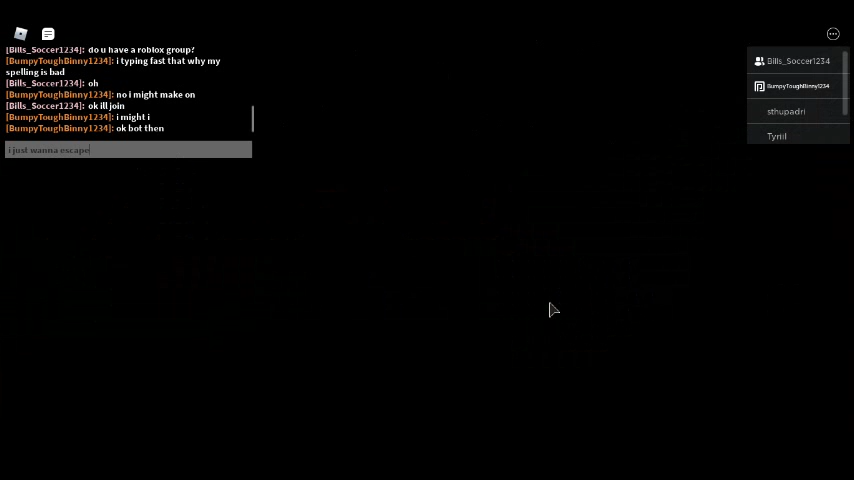 [Bills_Soccer1234]: do u have a roblox group?
[BumpyToughBinny1234]: i typing fast that why my
spelling is bad
[Bills_Soccer1234]: oh
[BumpyToughBinny1234]: no i might make on
[Bills_Soccer1234]: ok ill join
[BumpyToughBinny1234]: i might i
[BumpyToughBinny1234]: ok bot then
i just wanna escape
Bills_Soccer1234
BumpyToughBinny1234
sthupadri
Tyriil